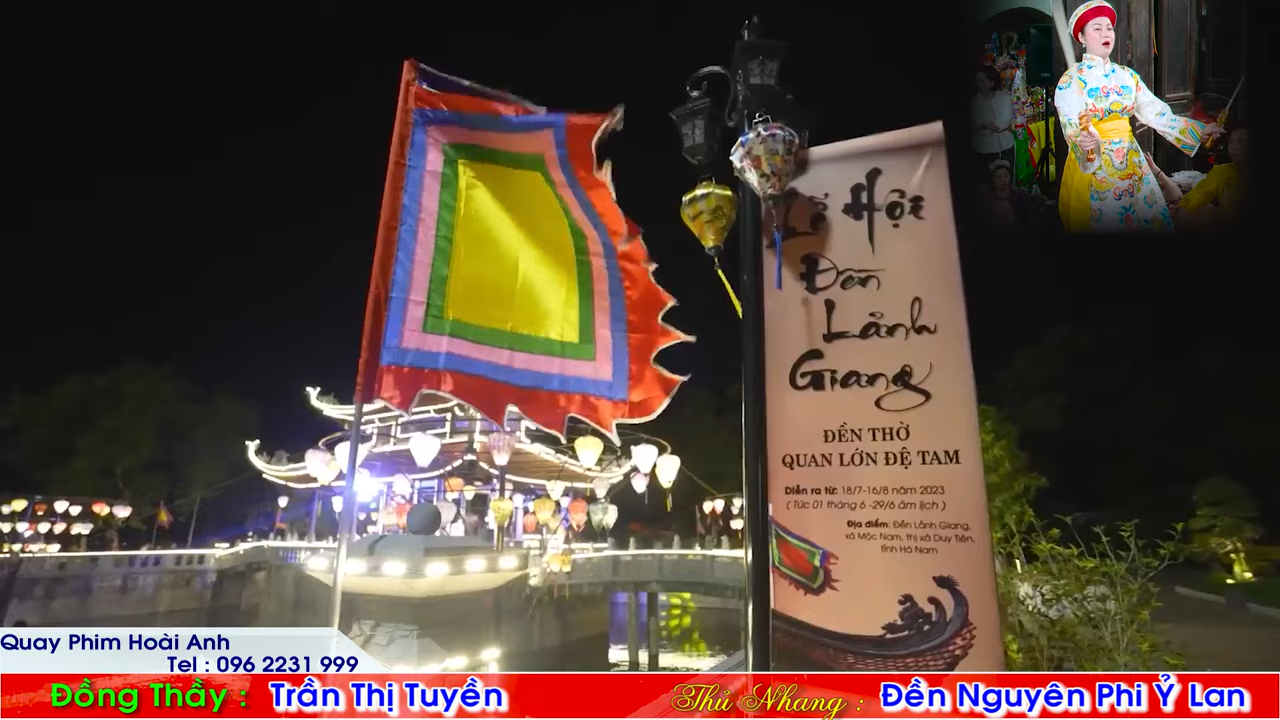 Lễ Hội
Đền
Lảnh
Giang
ĐỀN THỜ
QUAN LỚN ĐỆ TAM
Diễn ra từ: 18/7-16/8 năm 2023
( Tức 01 tháng 6 -29/6 âm lịch )
Địa điểm: Đền Lảnh Giang,
xã Mộc Nam, thị xã Duy Tiên,
tỉnh Hà Nam
Quay Phim Hoài Anh
Tel : 096 2231 999
Đồng Thầy : Trần Thị Tuyền Thủ Nhang : Đền Nguyên Phi Ỷ Lan